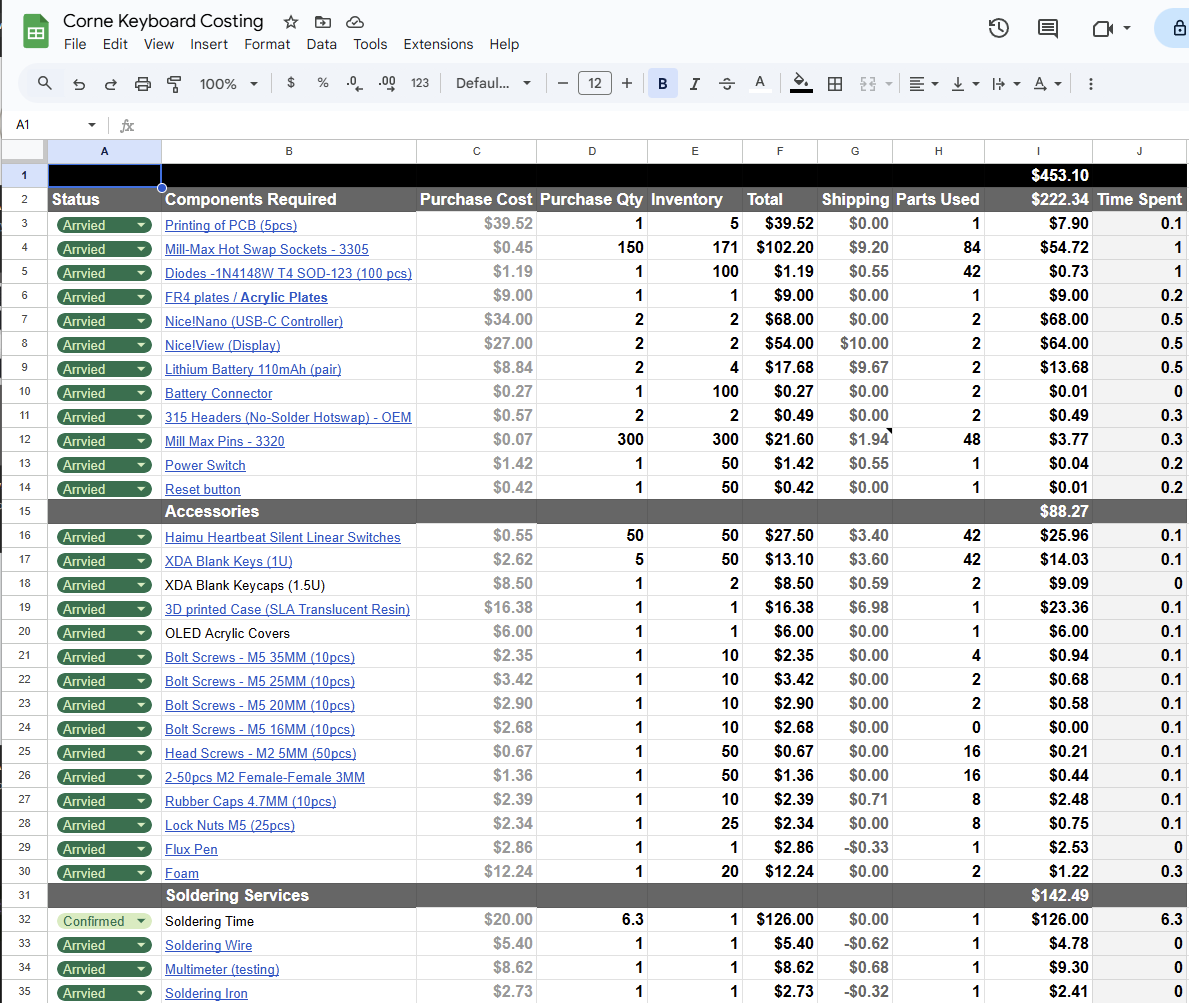 Corne Keyboard Costing
File Edit View Insert Format Data Tools Extensions Help
100% $ % .0 .00 123 Defaul... − 12 + B I S A A
A1 fx
A B C D E F G H I J
1 $453.10
2 Status Components Required Purchase Cost Purchase Qty Inventory Total Shipping Parts Used $222.34 Time Spent
3 Arrvied Printing of PCB (5pcs) $39.52 1 5 $39.52 $0.00 1 $7.90 0.1
4 Arrvied Mill-Max Hot Swap Sockets - 3305 $0.45 150 171 $102.20 $9.20 84 $54.72 1
5 Arrvied Diodes -1N4148W T4 SOD-123 (100 pcs) $1.19 1 100 $1.19 $0.55 42 $0.73 1
6 Arrvied FR4 plates / Acrylic Plates $9.00 1 1 $9.00 $0.00 1 $9.00 0.2
7 Arrvied Nice!Nano (USB-C Controller) $34.00 2 2 $68.00 $0.00 2 $68.00 0.5
8 Arrvied Nice!View (Display) $27.00 2 2 $54.00 $10.00 2 $64.00 0.5
9 Arrvied Lithium Battery 110mAh (pair) $8.84 2 4 $17.68 $9.67 2 $13.68 0.5
10 Arrvied Battery Connector $0.27 1 100 $0.27 $0.00 2 $0.01 0
11 Arrvied 315 Headers (No-Solder Hotswap) - OEM $0.57 2 2 $0.49 $0.00 2 $0.49 0.3
12 Arrvied Mill Max Pins - 3320 $0.07 300 300 $21.60 $1.94 48 $3.77 0.3
13 Arrvied Power Switch $1.42 1 50 $1.42 $0.55 1 $0.04 0.2
14 Arrvied Reset button $0.42 1 50 $0.42 $0.00 1 $0.01 0.2
15 Accessories $88.27
16 Arrvied Haimu Heartbeat Silent Linear Switches $0.55 50 50 $27.50 $3.40 42 $25.96 0.1
17 Arrvied XDA Blank Keys (1U) $2.62 5 50 $13.10 $3.60 42 $14.03 0.1
18 Arrvied XDA Blank Keycaps (1.5U) $8.50 1 2 $8.50 $0.59 2 $9.09 0
19 Arrvied 3D printed Case (SLA Translucent Resin) $16.38 1 1 $16.38 $6.98 1 $23.36 0.1
20 Arrvied OLED Acrylic Covers $6.00 1 1 $6.00 $0.00 1 $6.00 0.1
21 Arrvied Bolt Screws - M5 35MM (10pcs) $2.35 1 10 $2.35 $0.00 4 $0.94 0.1
22 Arrvied Bolt Screws - M5 25MM (10pcs) $3.42 1 10 $3.42 $0.00 2 $0.68 0.1
23 Arrvied Bolt Screws - M5 20MM (10pcs) $2.90 1 10 $2.90 $0.00 2 $0.58 0.1
24 Arrvied Bolt Screws - M5 16MM (10pcs) $2.68 1 10 $2.68 $0.00 0 $0.00 0.1
25 Arrvied Head Screws - M2 5MM (50pcs) $0.67 1 50 $0.67 $0.00 16 $0.21 0.1
26 Arrvied 2-50pcs M2 Female-Female 3MM $1.36 1 50 $1.36 $0.00 16 $0.44 0.1
27 Arrvied Rubber Caps 4.7MM (10pcs) $2.39 1 10 $2.39 $0.71 8 $2.48 0.1
28 Arrvied Lock Nuts M5 (25pcs) $2.34 1 25 $2.34 $0.00 8 $0.75 0.1
29 Arrvied Flux Pen $2.86 1 1 $2.86 -$0.33 1 $2.53 0
30 Arrvied Foam $12.24 1 20 $12.24 $0.00 2 $1.22 0.3
31 Soldering Services $142.49
32 Confirmed Soldering Time $20.00 6.3 1 $126.00 $0.00 1 $126.00 6.3
33 Arrvied Soldering Wire $5.40 1 1 $5.40 -$0.62 1 $4.78 0
34 Arrvied Multimeter (testing) $8.62 1 1 $8.62 $0.68 1 $9.30 0
35 Arrvied Soldering Iron $2.73 1 1 $2.73 -$0.32 1 $2.41 0